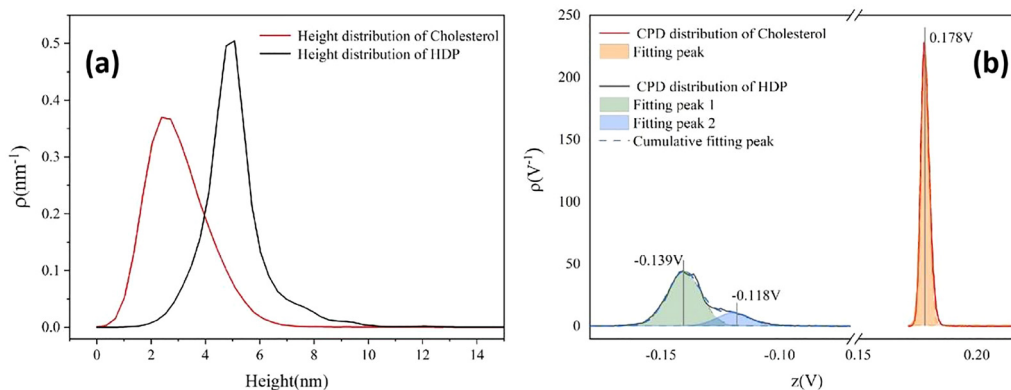 (a)
Height distribution of Cholesterol
Height distribution of HDP
ρ(nm⁻¹)
0.5
0.4
0.3
0.2
0.1
0.0
0 2 4 6 8 10 12 14
Height(nm)
(b)
CPD distribution of Cholesterol
Fitting peak
CPD distribution of HDP
Fitting peak 1
Fitting peak 2
Cumulative fitting peak
0.178V
-0.139V
-0.118V
ρ(V⁻¹)
250
200
150
100
50
0
-0.15 -0.10 0.15 0.20
z(V)